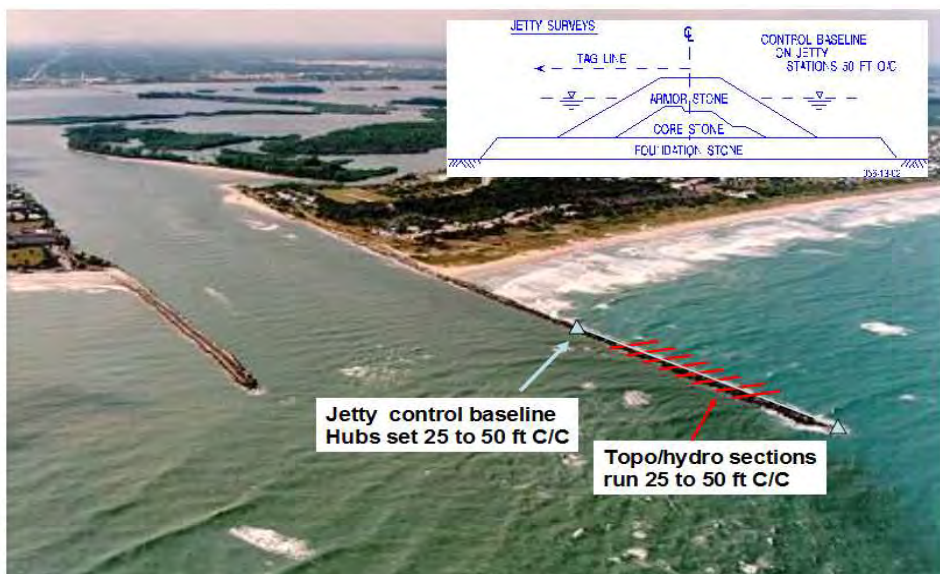 JETTY SURVEYS
℄
CONTROL BASELINE
ON JETTY
STATIONS 50 FT O/C
TAG LINE
ARMOR STONE
CORE STONE
FOUNDATION STONE
Jetty control baseline
Hubs set 25 to 50 ft C/C
Topo/hydro sections
run 25 to 50 ft C/C